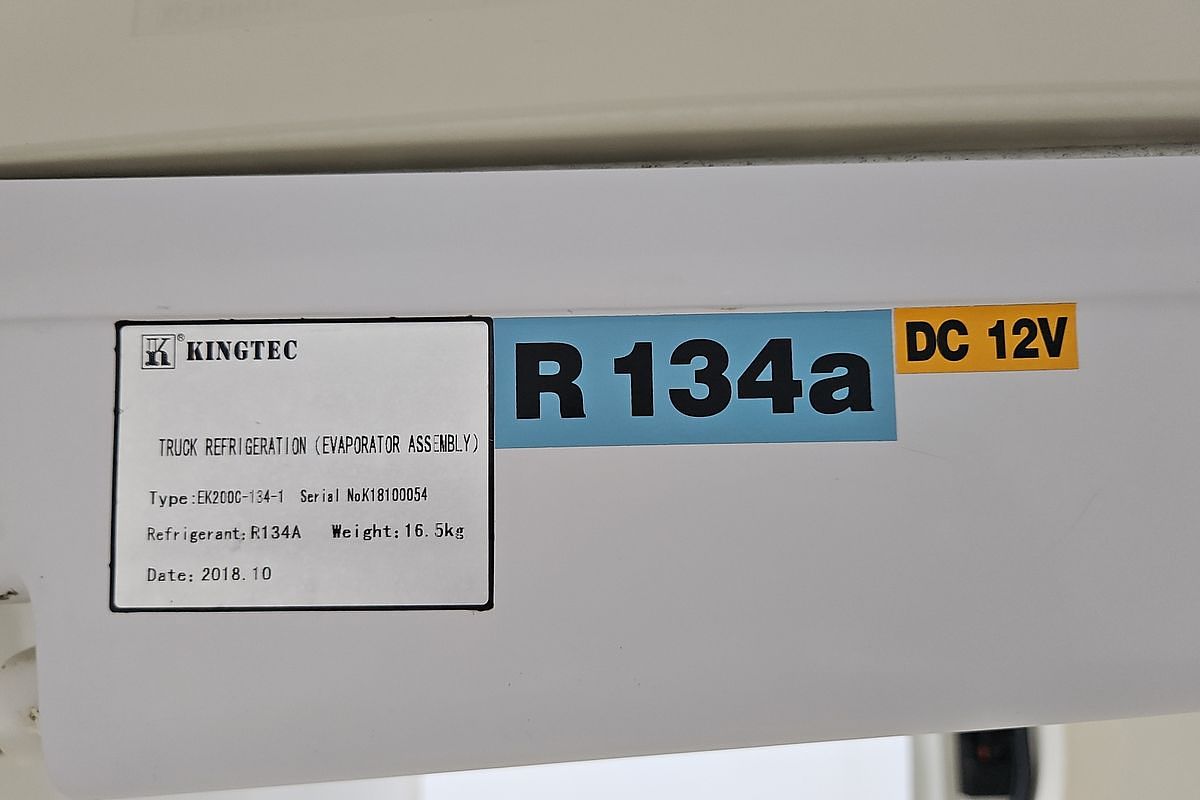 K® KINGTEC
TRUCK REFRIGERATION (EVAPORATOR ASSEMBLY)
Type:EK200C-134-1 Serial NoK18100054
Refrigerant:R134A Weight:16.5kg
Date:2018.10
R 134a
DC 12V